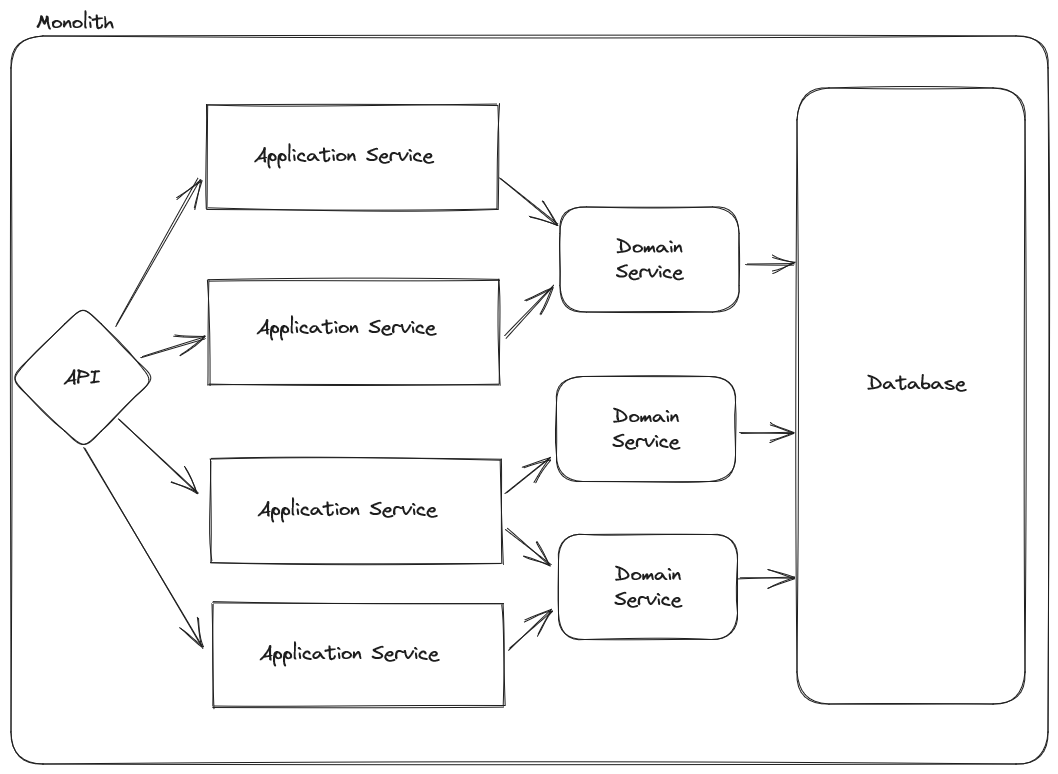 Monolith
Application Service
Domain
Service
Application Service
API
Database
Domain
Service
Application Service
Domain
Service
Application Service